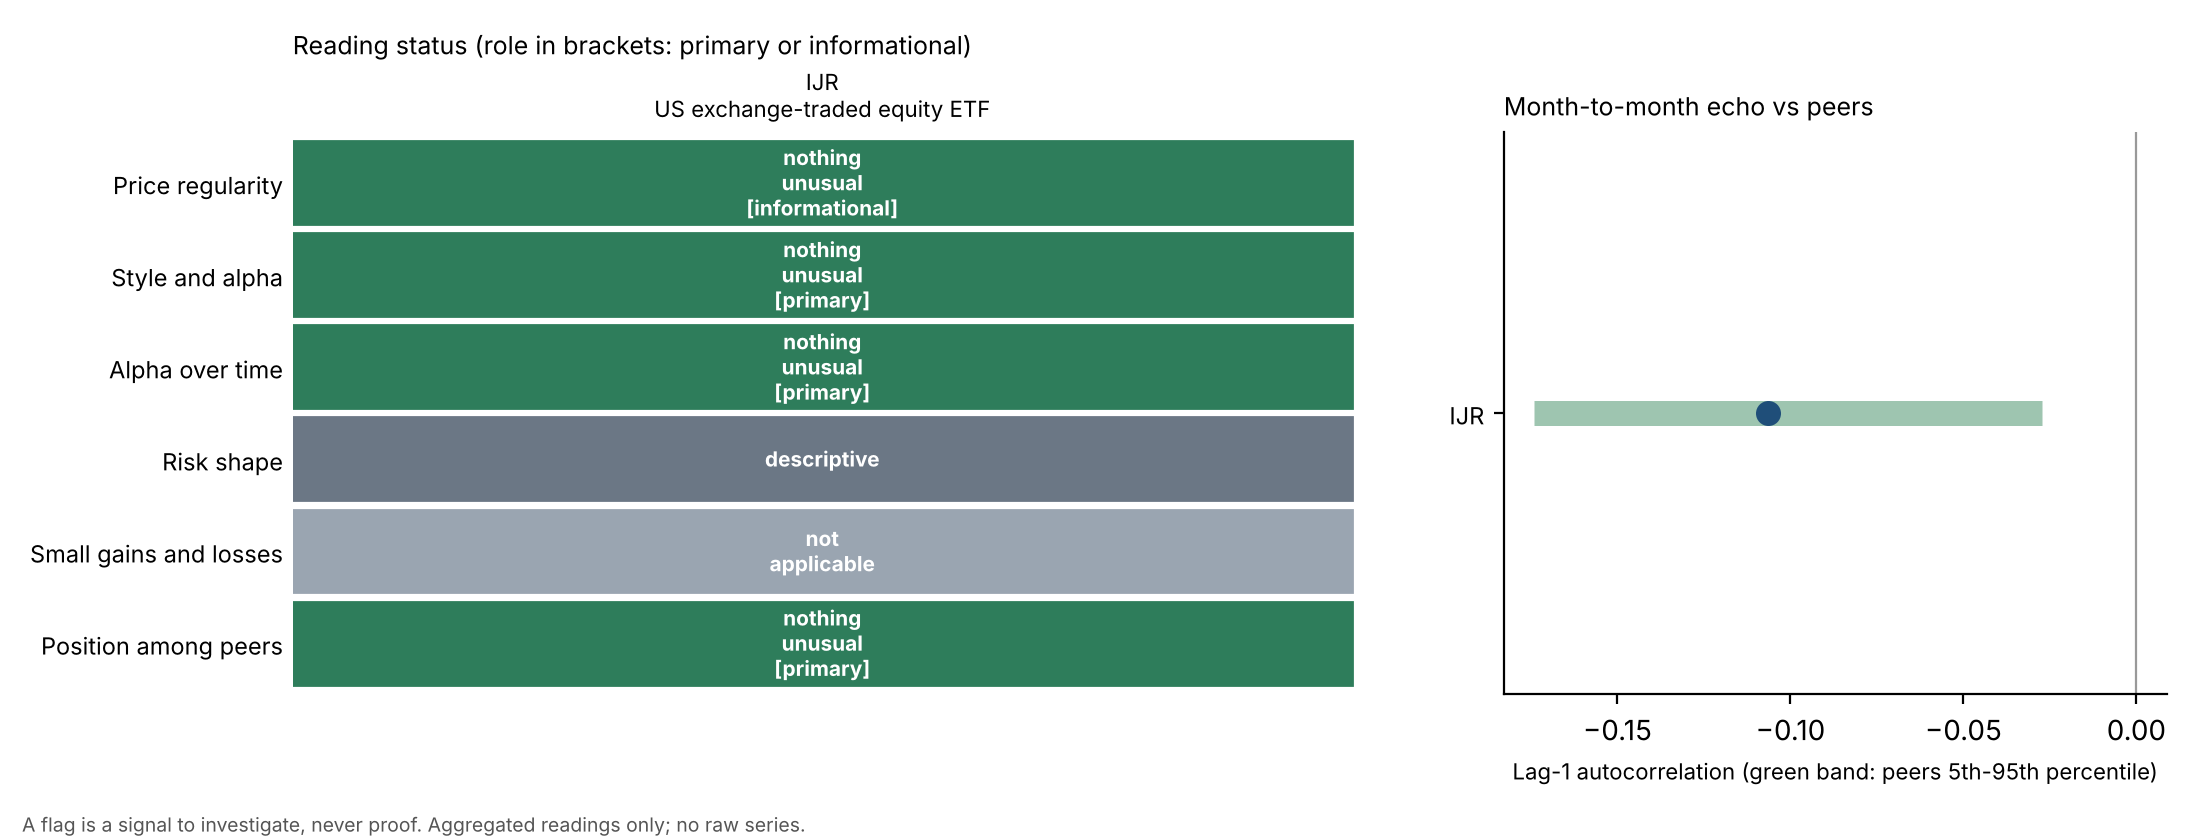 Reading status (role in brackets: primary or informational)
IJR
US exchange-traded equity ETF
Price regularity
nothing
unusual
[informational]
Style and alpha
nothing
unusual
[primary]
Alpha over time
nothing
unusual
[primary]
Risk shape
descriptive
Small gains and losses
not
applicable
Position among peers
nothing
unusual
[primary]
Month-to-month echo vs peers
IJR
−0.15
−0.10
−0.05
0.00
Lag-1 autocorrelation (green band: peers 5th-95th percentile)
A flag is a signal to investigate, never proof. Aggregated readings only; no raw series.